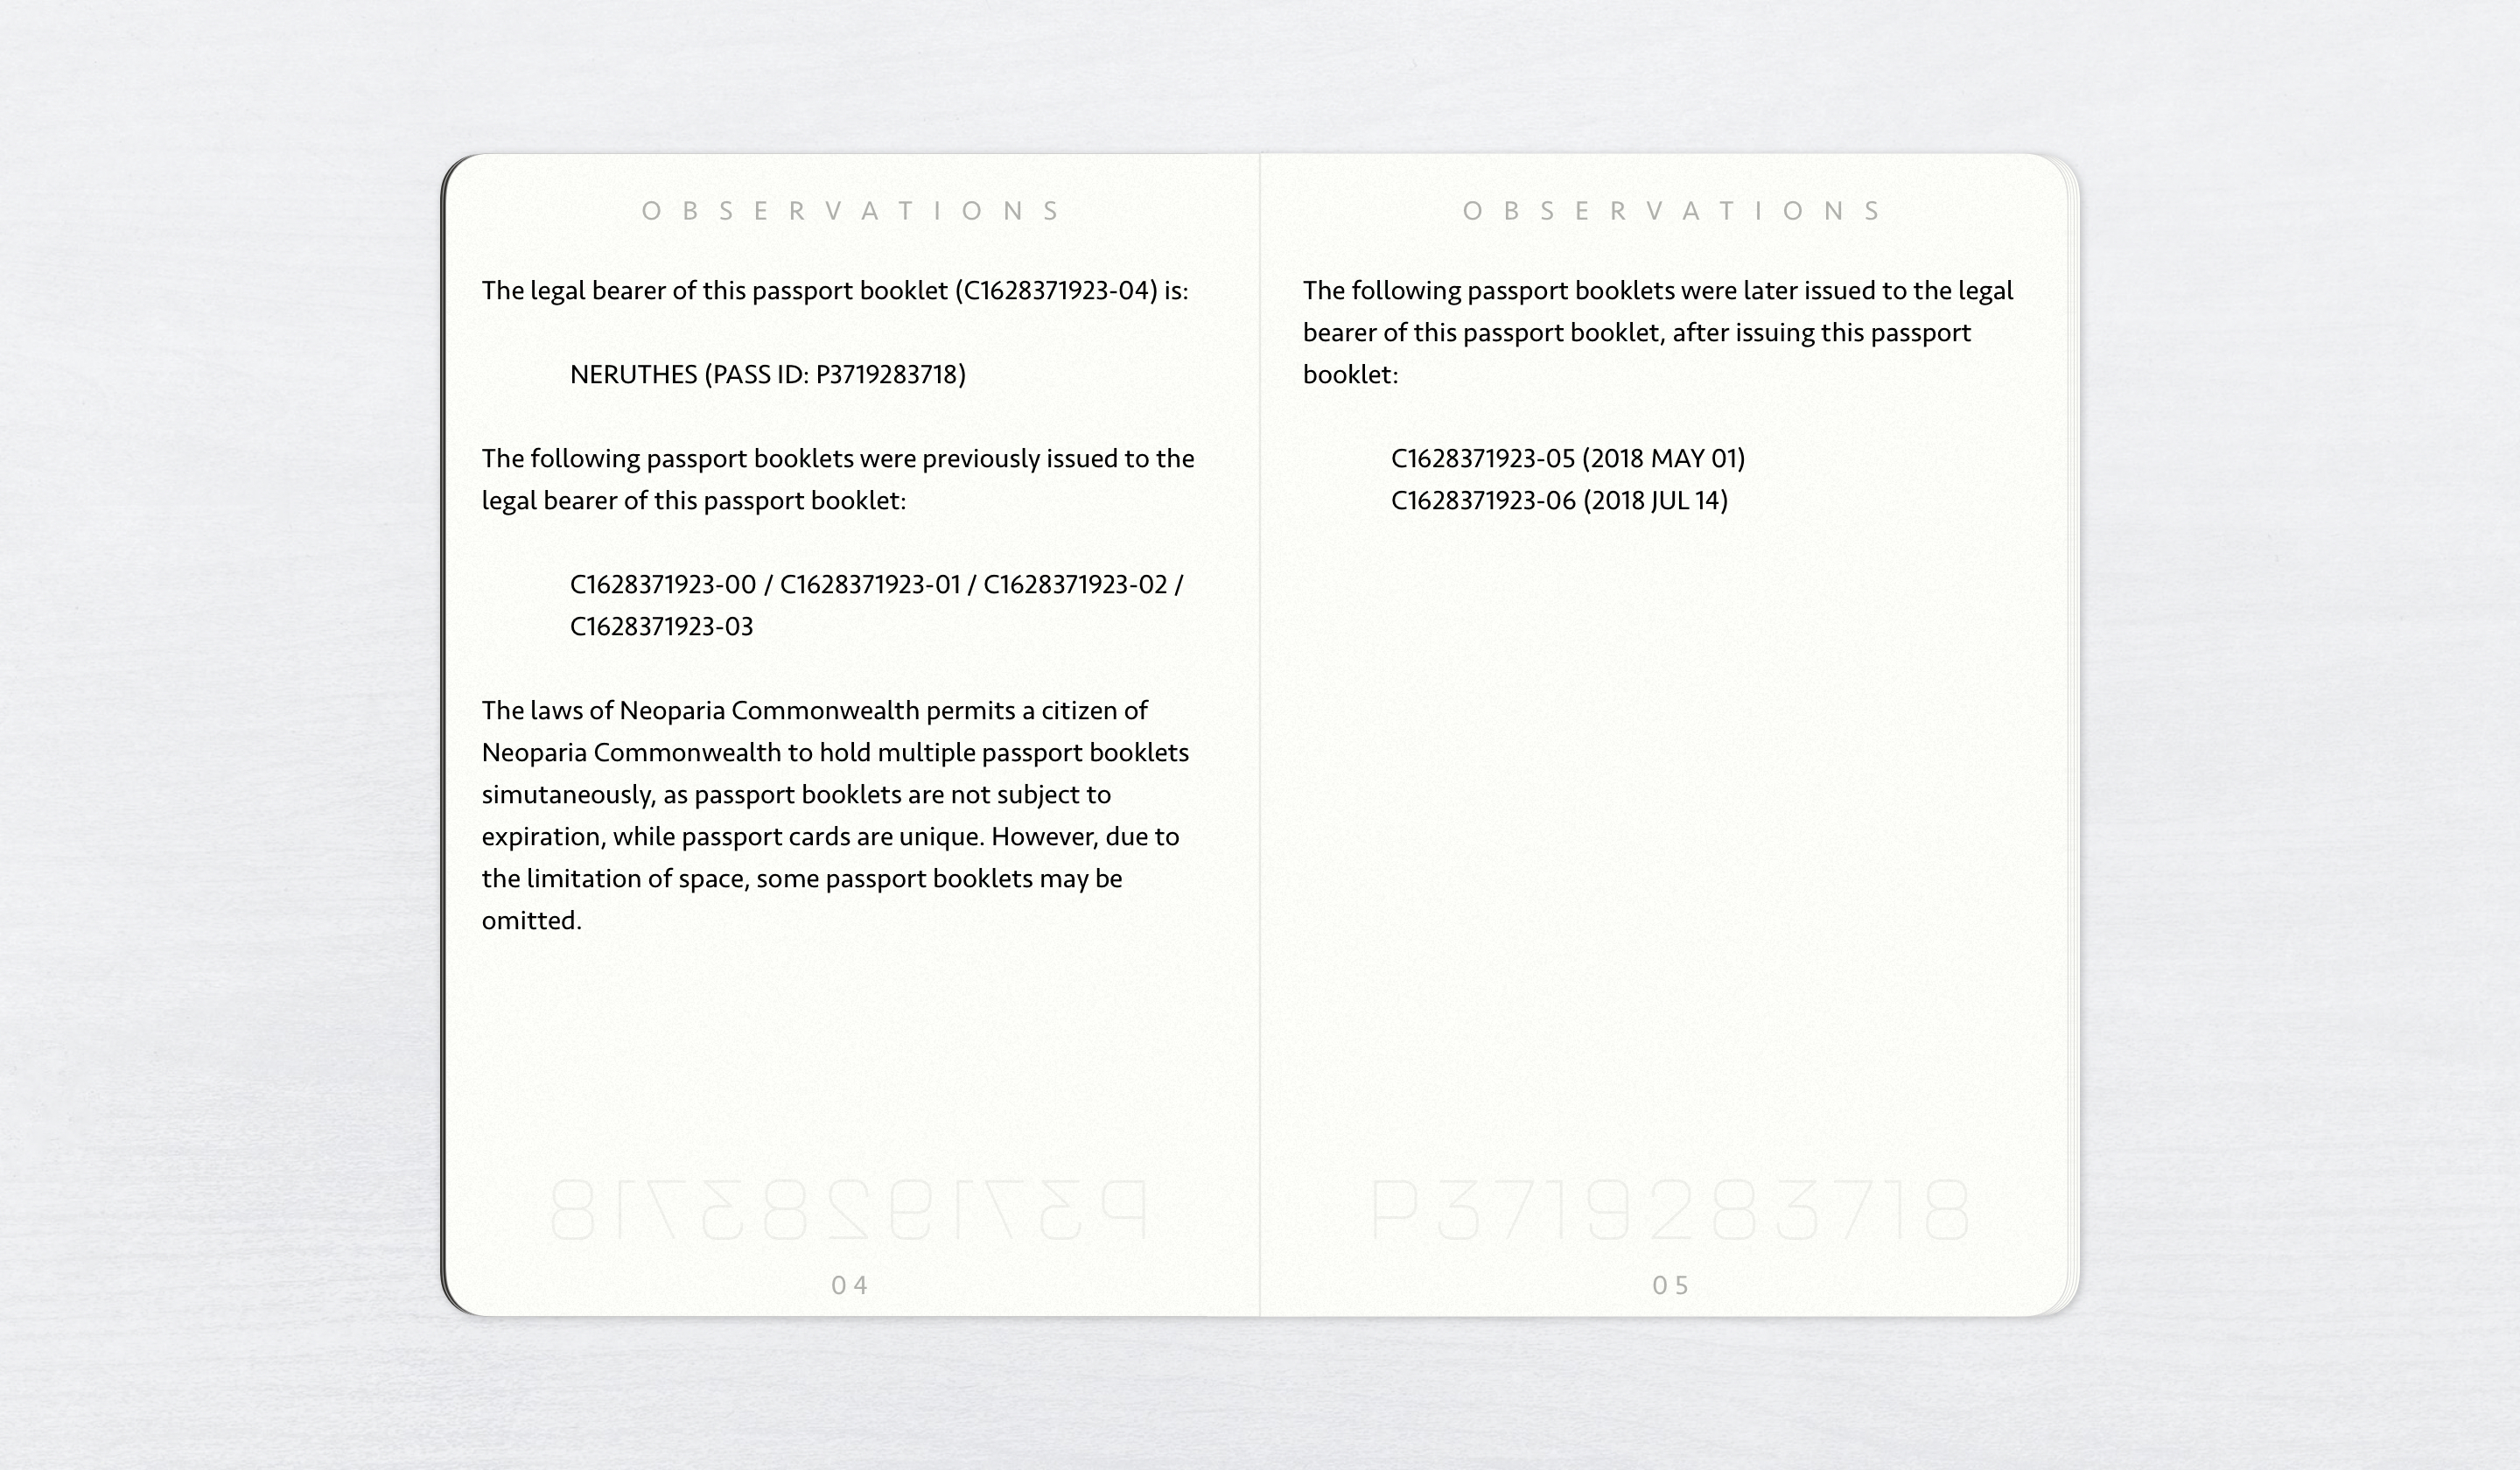 OBSERVATIONS
The legal bearer of this passport booklet (C1628371923-04) is:
NERUTHES (PASS ID: P3719283718)
The following passport booklets were previously issued to the
legal bearer of this passport booklet:
C1628371923-00 / C1628371923-01 / C1628371923-02 /
C1628371923-03
The laws of Neoparia Commonwealth permits a citizen of
Neoparia Commonwealth to hold multiple passport booklets
simutaneously, as passport booklets are not subject to
expiration, while passport cards are unique. However, due to
the limitation of space, some passport booklets may be
omitted.
P3719283718
04
OBSERVATIONS
The following passport booklets were later issued to the legal
bearer of this passport booklet, after issuing this passport
booklet:
C1628371923-05 (2018 MAY 01)
C1628371923-06 (2018 JUL 14)
P3719283718
05